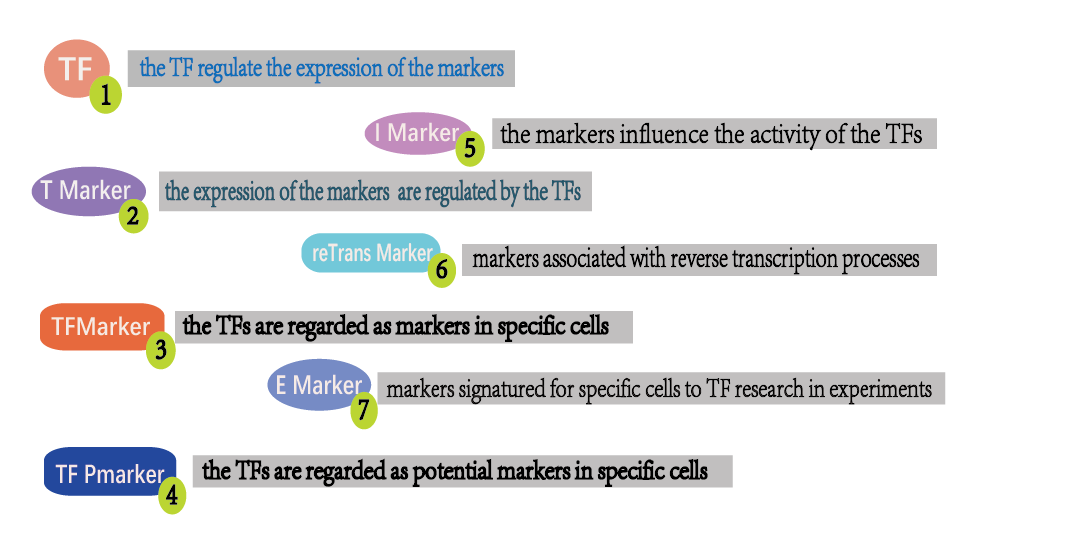 TF
1
the TF regulate the expression of the markers
I Marker
5
the markers influence the activity of the TFs
T Marker
2
the expression of the markers are regulated by the TFs
reTrans Marker
6
markers associated with reverse transcription processes
TFMarker
3
the TFs are regarded as markers in specific cells
E Marker
7
markers signatured for specific cells to TF research in experiments
TF Pmarker
4
the TFs are regarded as potential markers in specific cells